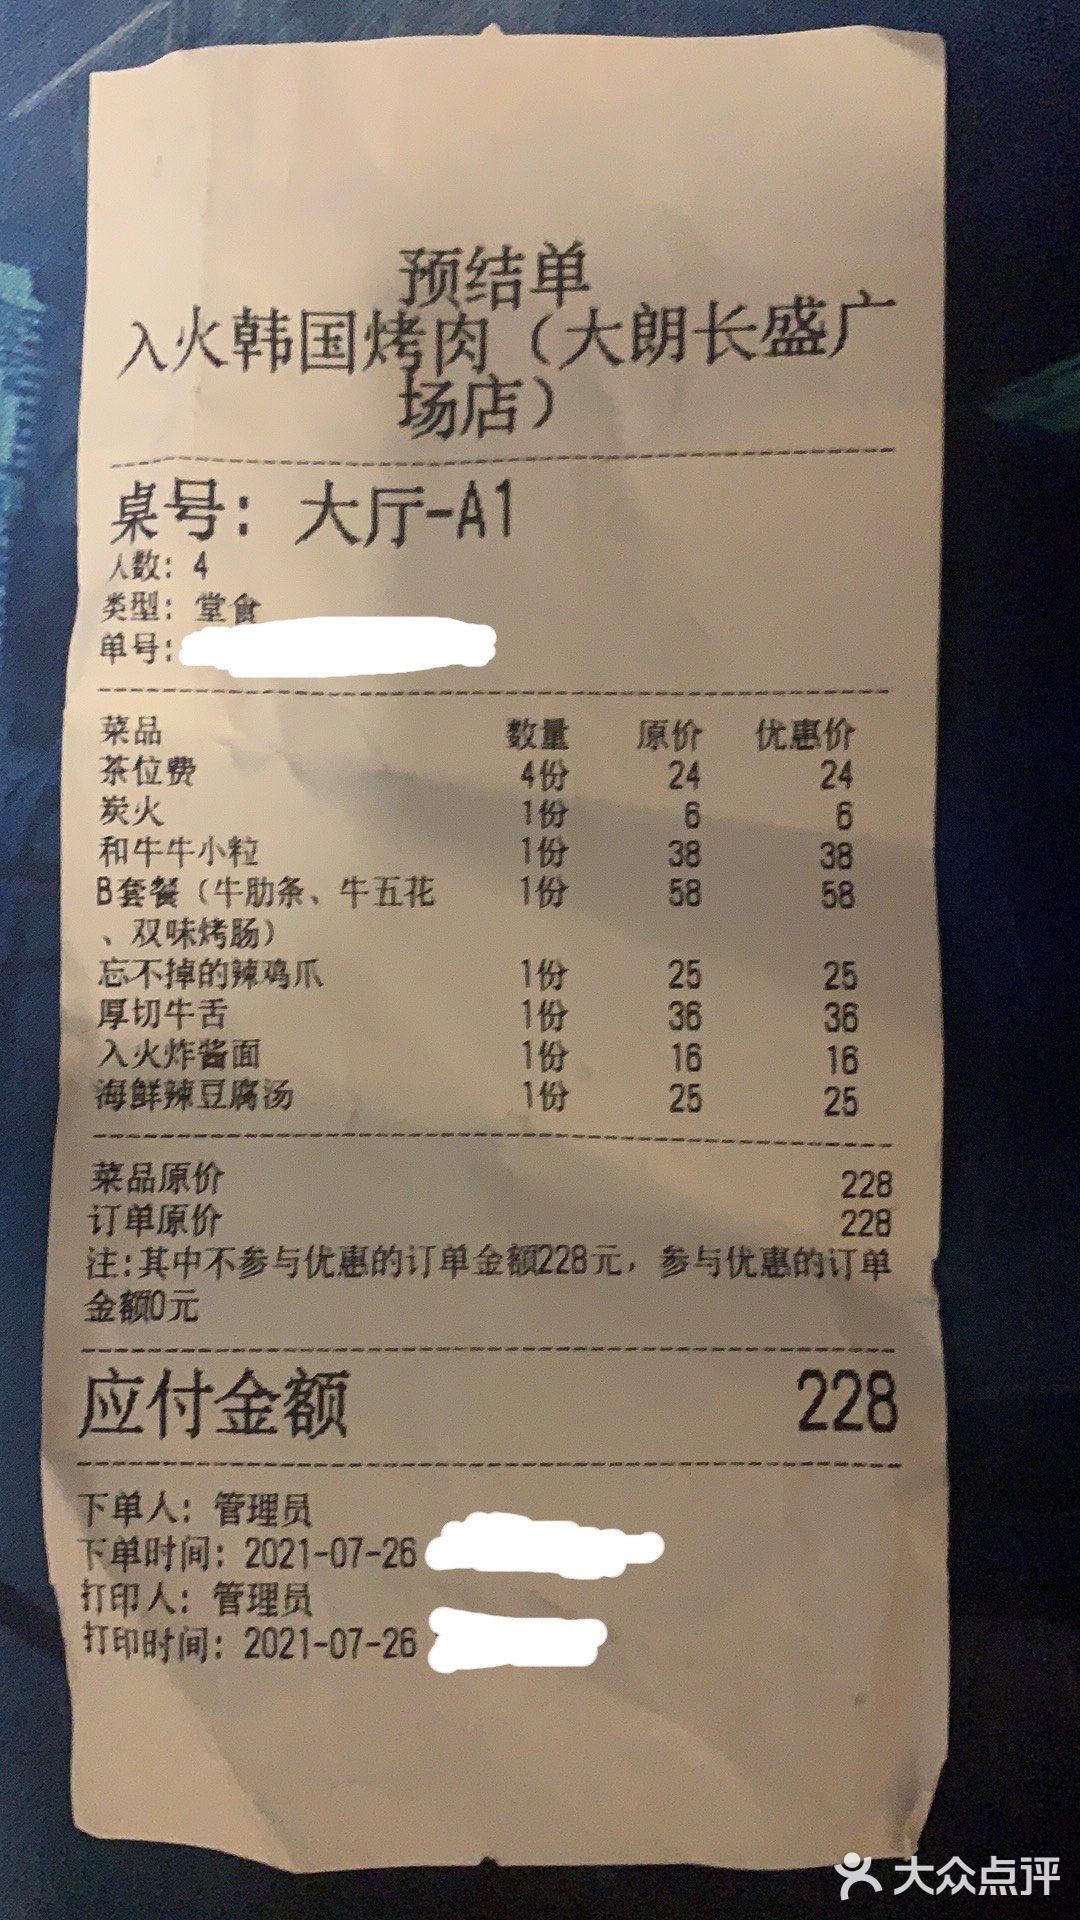 预结单
入火韩国烤肉（大朗长盛广
场店）
桌号：大厅-A1
人数：4
类型：堂食
单号：
菜品 数量 原价 优惠价
茶位费 4份 24 24
炭火 1份 6 6
和牛牛小粒 1份 38 38
B套餐（牛肋条、牛五花 1份 58 58
、双味烤肠）
忘不掉的辣鸡爪 1份 25 25
厚切牛舌 1份 36 36
入火炸酱面 1份 16 16
海鲜辣豆腐汤 1份 25 25
菜品原价 228
订单原价 228
注:其中不参与优惠的订单金额228元，参与优惠的订单
金额0元
应付金额 228
下单人：管理员
下单时间：2021-07-26
打印人：管理员
打印时间：2021-07-26
大众点评